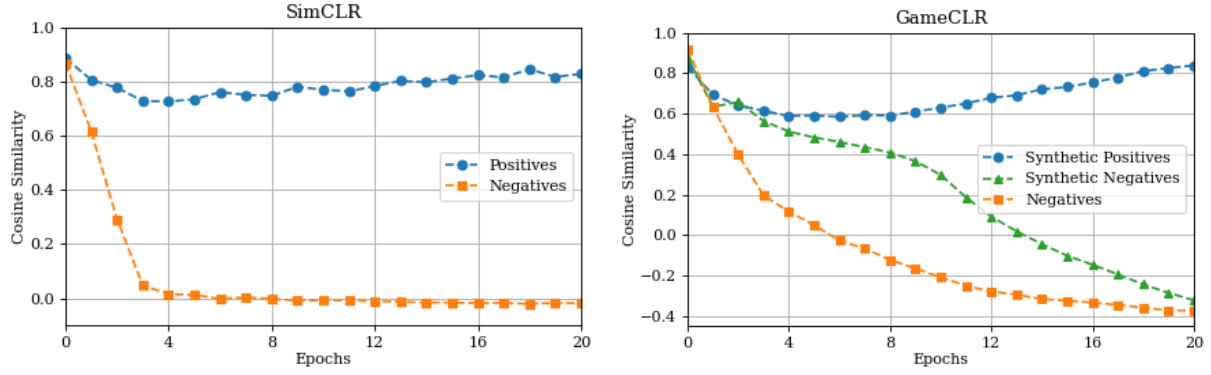 SimCLR
1.0
0.8
0.6
0.4
0.2
0.0
Cosine Similarity
Positives
Negatives
0 4 8 12 16 20
Epochs
GameCLR
1.0
0.8
0.6
0.4
0.2
0.0
−0.2
−0.4
Cosine Similarity
Synthetic Positives
Synthetic Negatives
Negatives
0 4 8 12 16 20
Epochs